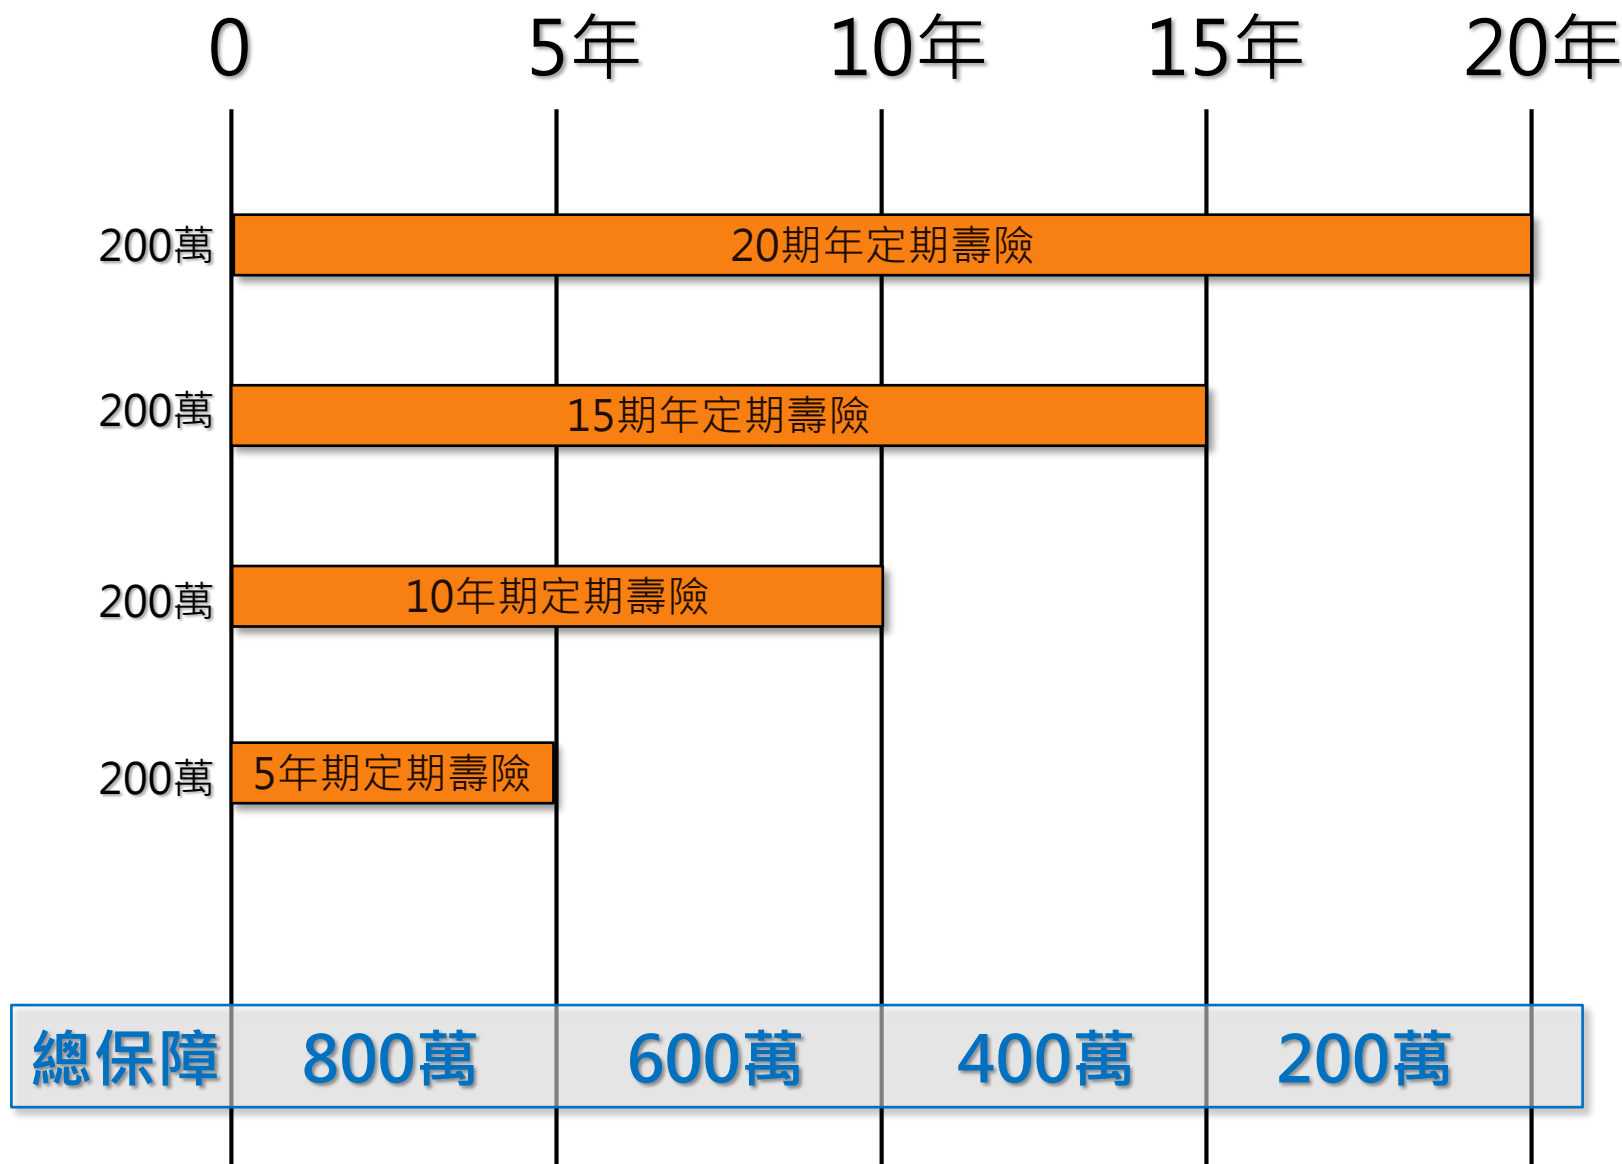 0 5年 10年 15年 20年
200萬 20期年定期壽險
200萬 15期年定期壽險
200萬 10年期定期壽險
200萬 5年期定期壽險
總保障 800萬 600萬 400萬 200萬